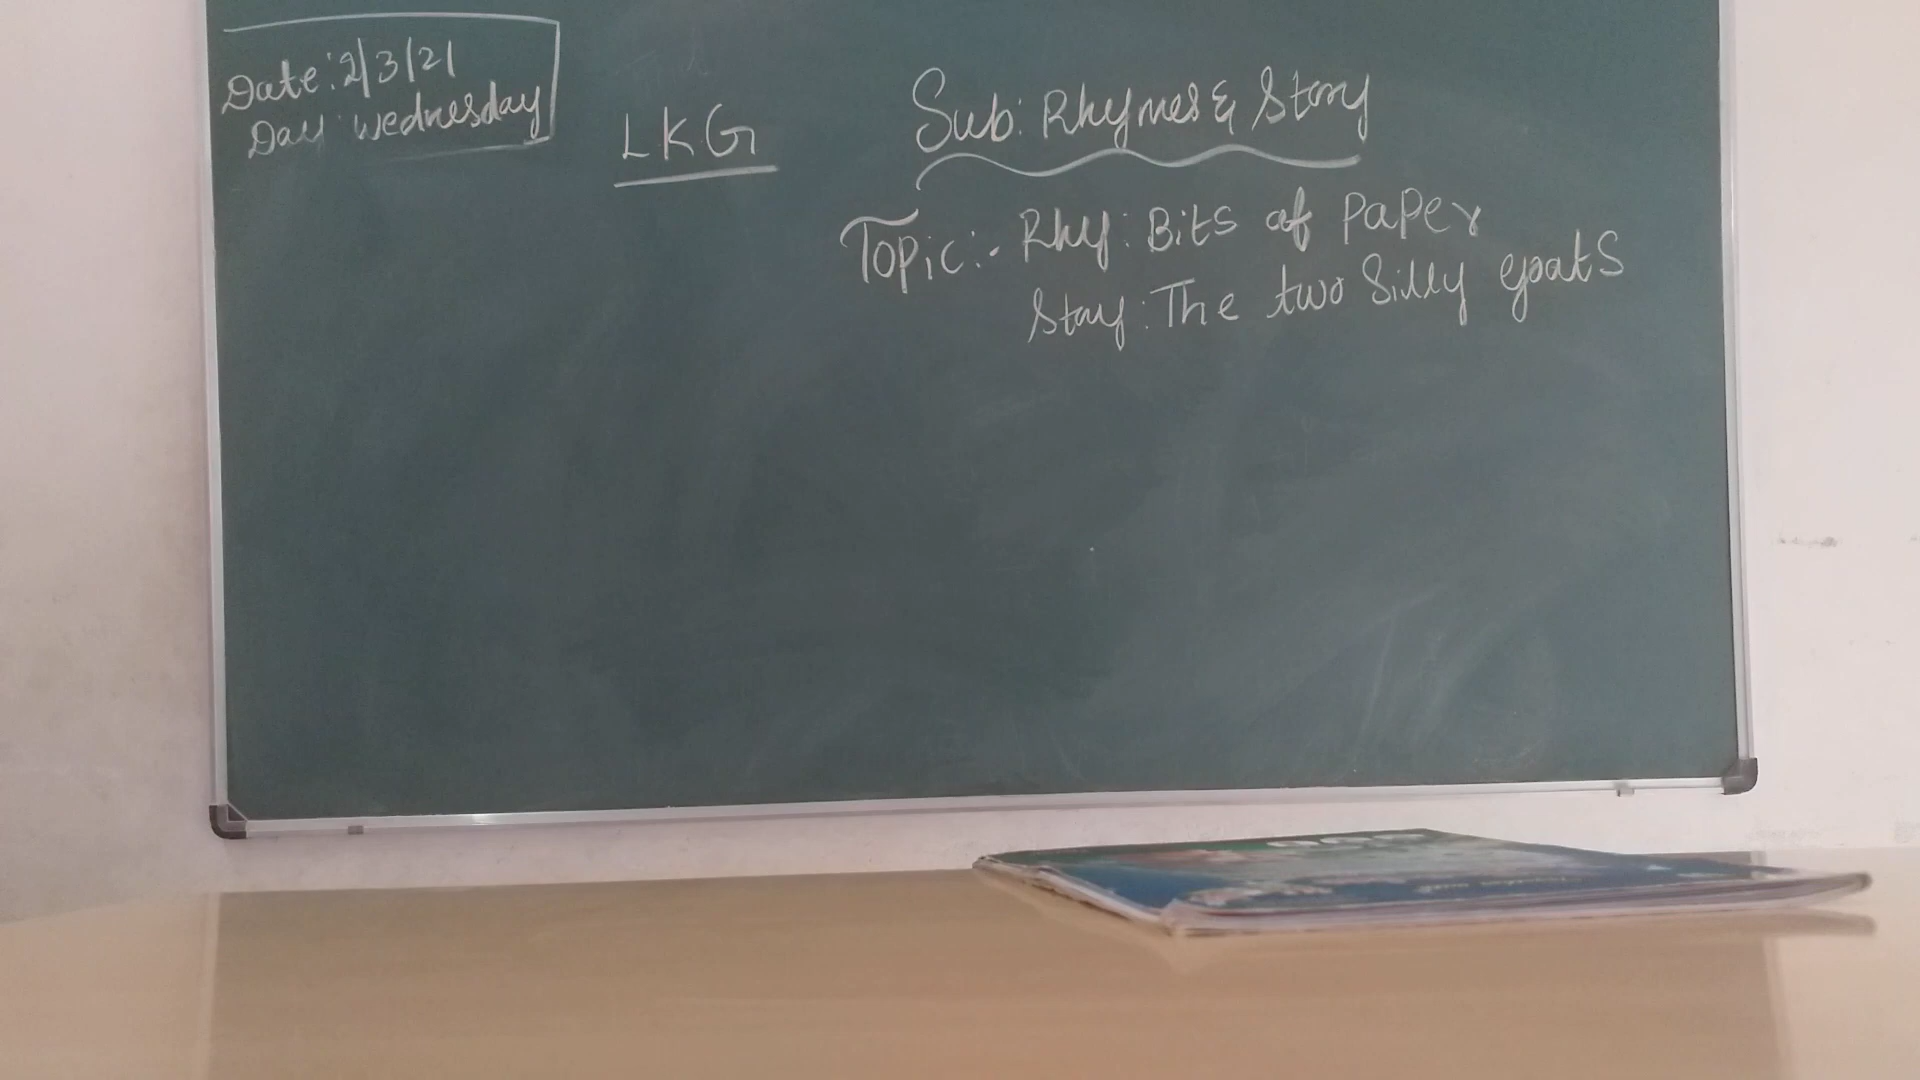 Date: 2/3/21
Day: Wednesday
LKG
Sub: Rhymes & Story
Topic:- Rhy: Bits of Paper
Story: The two Silly goats